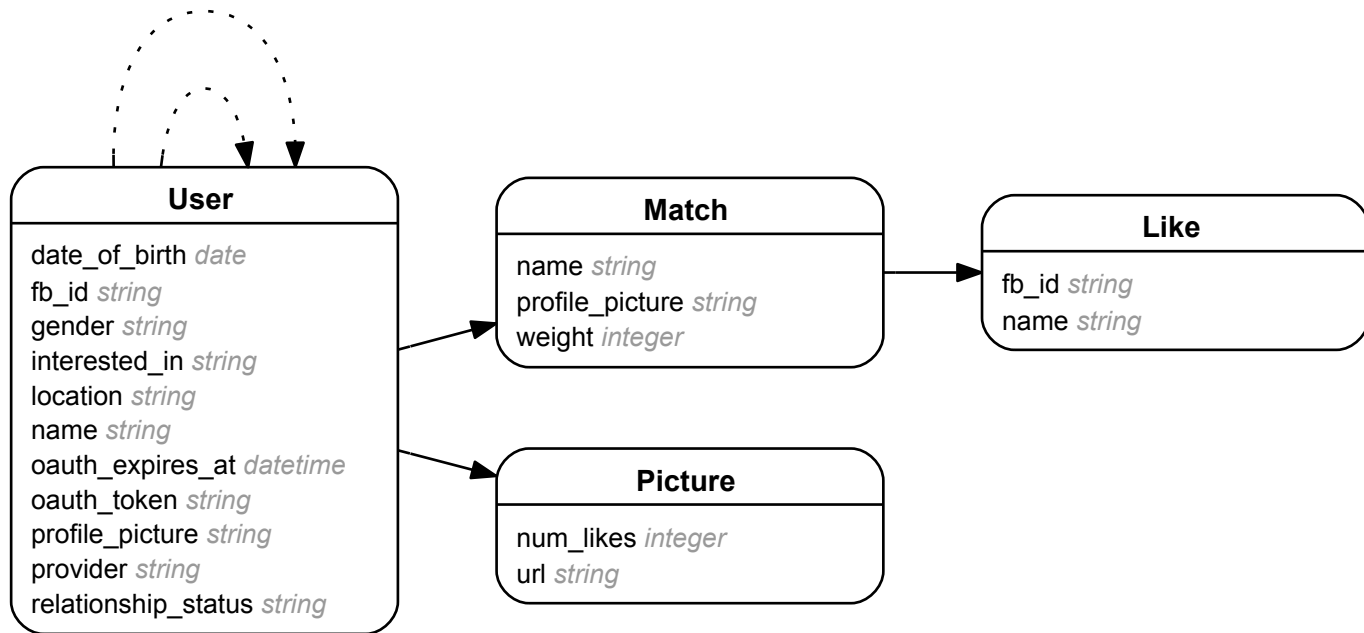 User
date_of_birth date
fb_id string
gender string
interested_in string
location string
name string
oauth_expires_at datetime
oauth_token string
profile_picture string
provider string
relationship_status string
Match
name string
profile_picture string
weight integer
Picture
num_likes integer
url string
Like
fb_id string
name string